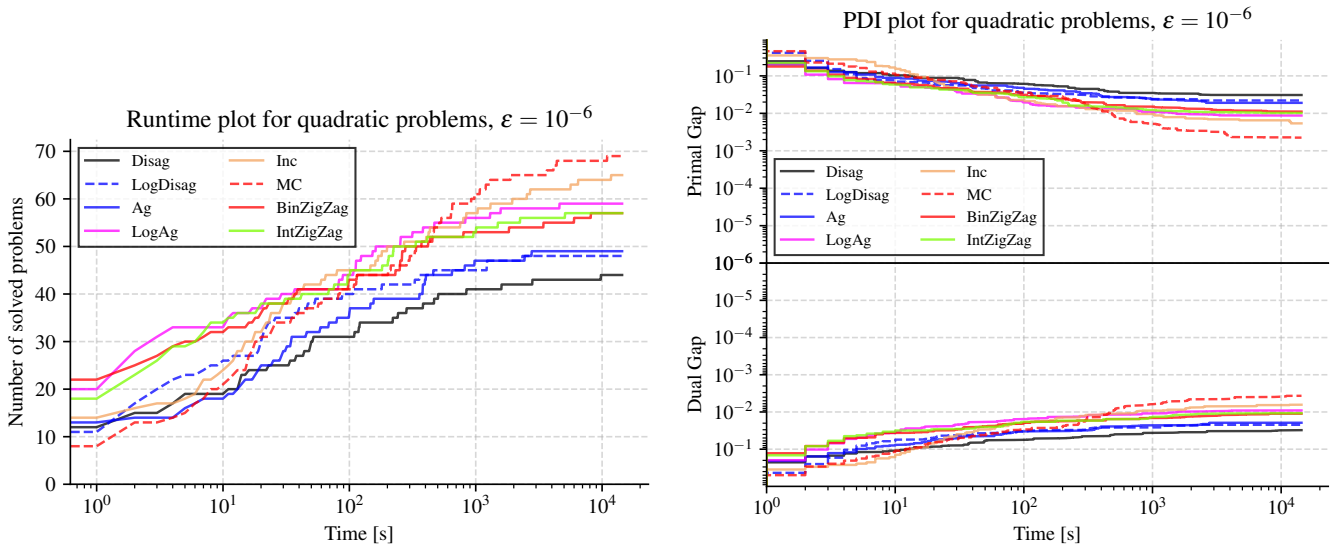 Runtime plot for quadratic problems, ε = 10⁻⁶
Number of solved problems
70
60
50
40
30
20
10
0
Disag
LogDisag
Ag
LogAg
Inc
MC
BinZigZag
IntZigZag
10⁰
10¹
10²
10³
10⁴
Time [s]
PDI plot for quadratic problems, ε = 10⁻⁶
Primal Gap
10⁻¹
10⁻²
10⁻³
10⁻⁴
10⁻⁵
10⁻⁶
Disag
LogDisag
Ag
LogAg
Inc
MC
BinZigZag
IntZigZag
Dual Gap
10⁻⁵
10⁻⁴
10⁻³
10⁻²
10⁻¹
10⁰
10¹
10²
10³
10⁴
Time [s]